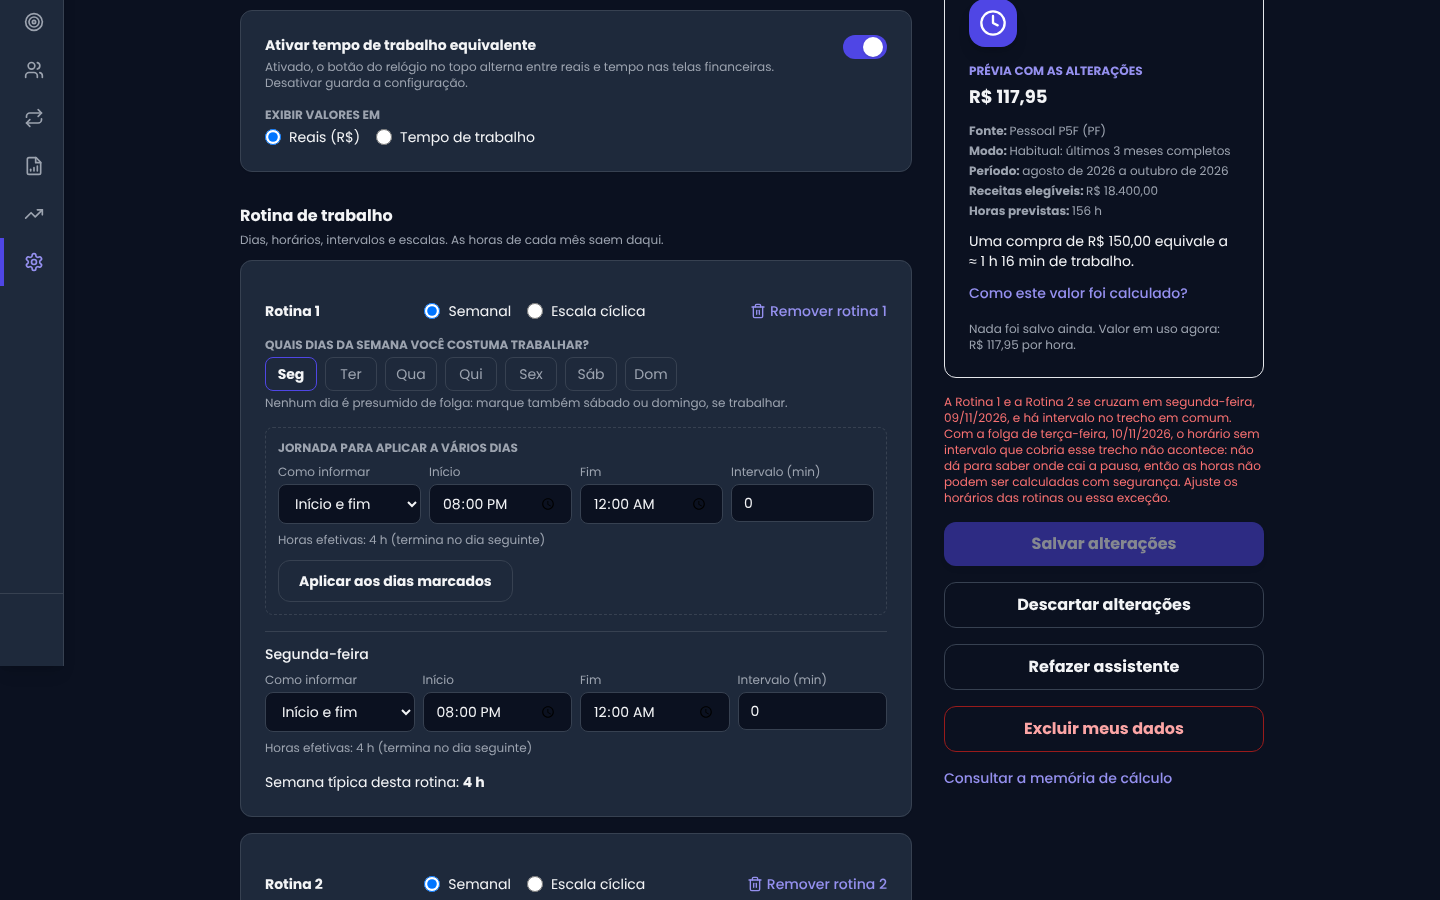 Ativar tempo de trabalho equivalente
Ativado, o botão do relógio no topo alterna entre reais e tempo nas telas financeiras.
Desativar guarda a configuração.
EXIBIR VALORES EM
Reais (R$) Tempo de trabalho
Rotina de trabalho
Dias, horários, intervalos e escalas. As horas de cada mês saem daqui.
Rotina 1 Semanal Escala cíclica Remover rotina 1
QUAIS DIAS DA SEMANA VOCÊ COSTUMA TRABALHAR?
Seg Ter Qua Qui Sex Sáb Dom
Nenhum dia é presumido de folga: marque também sábado ou domingo, se trabalhar.
JORNADA PARA APLICAR A VÁRIOS DIAS
Como informar Início Fim Intervalo (min)
Início e fim 08:00 PM 12:00 AM 0
Horas efetivas: 4 h (termina no dia seguinte)
Aplicar aos dias marcados
Segunda-feira
Como informar Início Fim Intervalo (min)
Início e fim 08:00 PM 12:00 AM 0
Horas efetivas: 4 h (termina no dia seguinte)
Semana típica desta rotina: 4 h
Rotina 2 Semanal Escala cíclica Remover rotina 2
PRÉVIA COM AS ALTERAÇÕES
R$ 117,95
Fonte: Pessoal P5F (PF)
Modo: Habitual: últimos 3 meses completos
Período: agosto de 2026 a outubro de 2026
Receitas elegíveis: R$ 18.400,00
Horas previstas: 156 h
Uma compra de R$ 150,00 equivale a
≈ 1 h 16 min de trabalho.
Como este valor foi calculado?
Nada foi salvo ainda. Valor em uso agora:
R$ 117,95 por hora.
A Rotina 1 e a Rotina 2 se cruzam em segunda-feira,
09/11/2026, e há intervalo no trecho em comum.
Com a folga de terça-feira, 10/11/2026, o horário sem
intervalo que cobria esse trecho não acontece: não
dá para saber onde cai a pausa, então as horas não
podem ser calculadas com segurança. Ajuste os
horários das rotinas ou essa exceção.
Salvar alterações
Descartar alterações
Refazer assistente
Excluir meus dados
Consultar a memória de cálculo